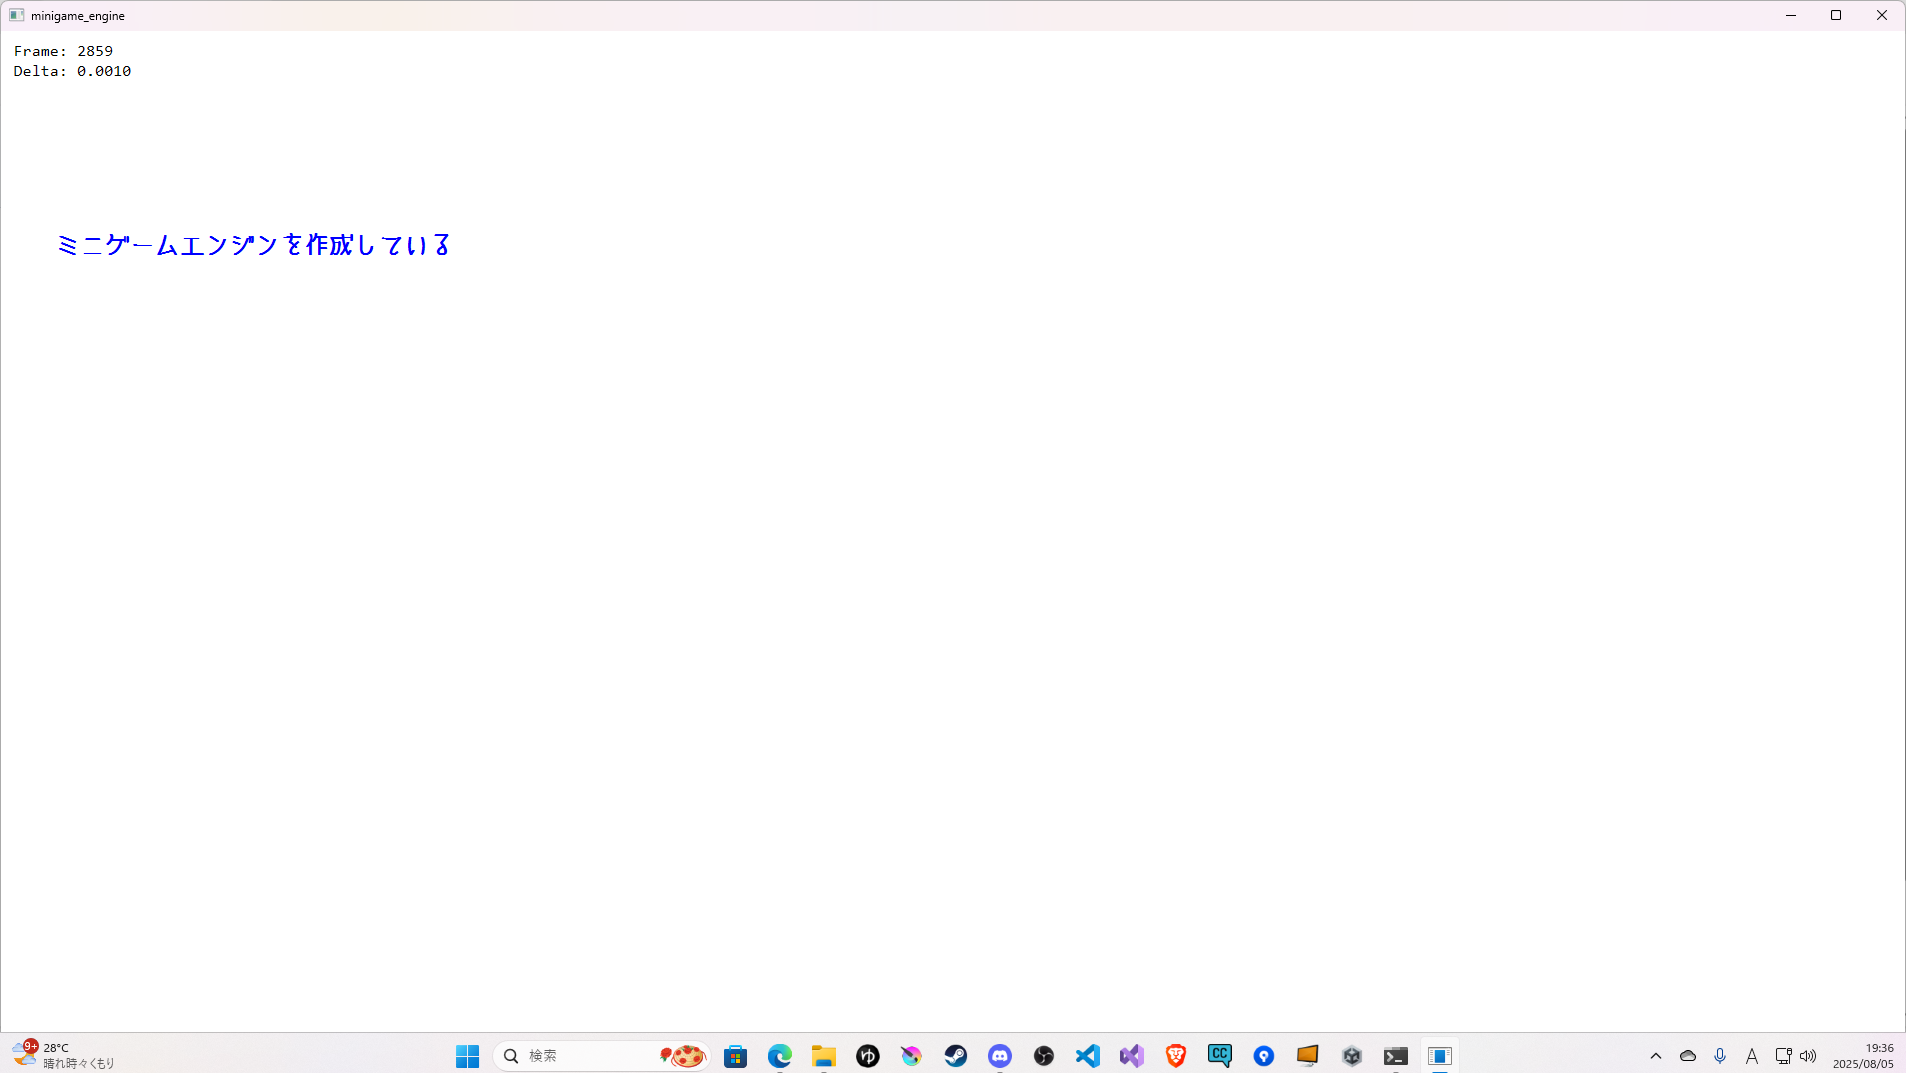 minigame_engine
Frame: 2859
Delta: 0.0010
ミニゲームエンジンを作成している
9+
28°C
晴れ時々くもり
検索
ゆ
CC
A
19:36
2025/08/05